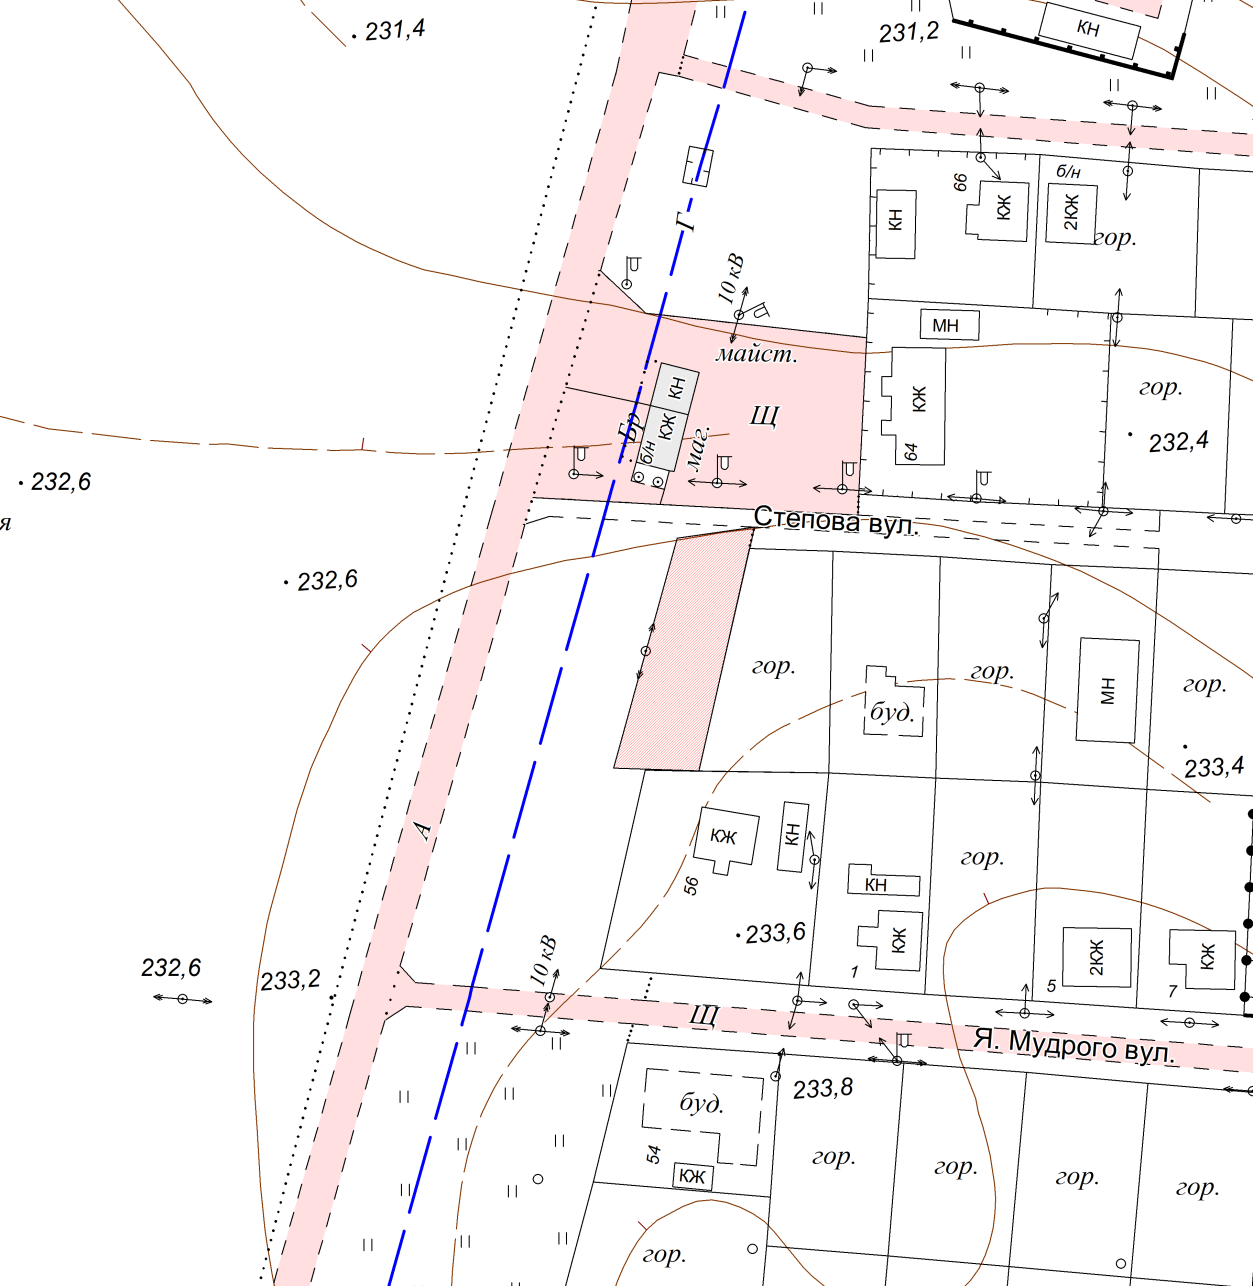 231,4
231,2
КН
66
б/н
КН
КЖ
2КЖ
гор.
Г
10 кВ
МН
майст.
КН
КЖ
гор.
Щ
Бр
КЖ
б/н
маг.
64
232,4
232,6
я
Степова вул.
232,6
гор.
гор.
буд.
МН
гор.
233,4
А
КЖ
КН
56
гор.
КН
233,6
КЖ
2КЖ
КЖ
10 кВ
232,6
233,2
1
5
7
Щ
Я. Мудрого вул.
233,8
буд.
54
КЖ
гор.
гор.
гор.
гор.
гор.